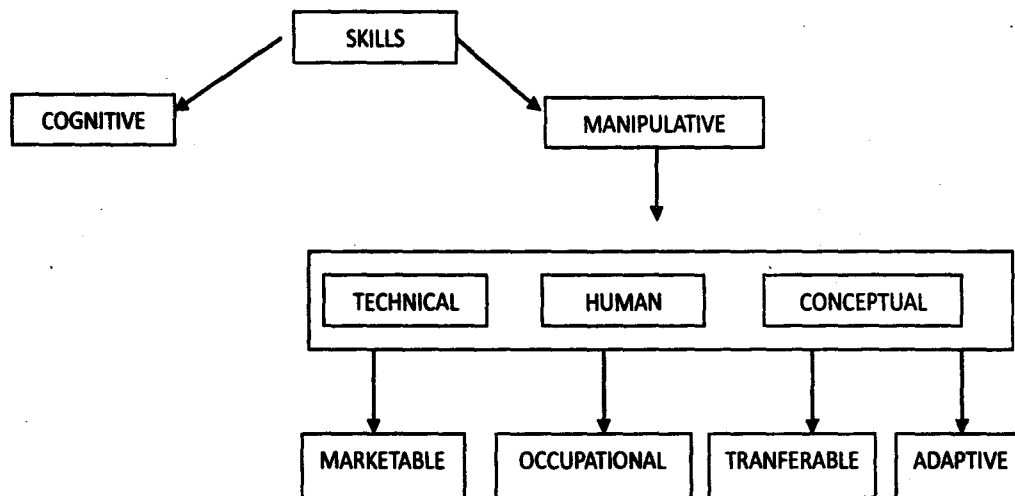 SKILLS
COGNITIVE
MANIPULATIVE
TECHNICAL HUMAN CONCEPTUAL
MARKETABLE OCCUPATIONAL TRANFERABLE ADAPTIVE